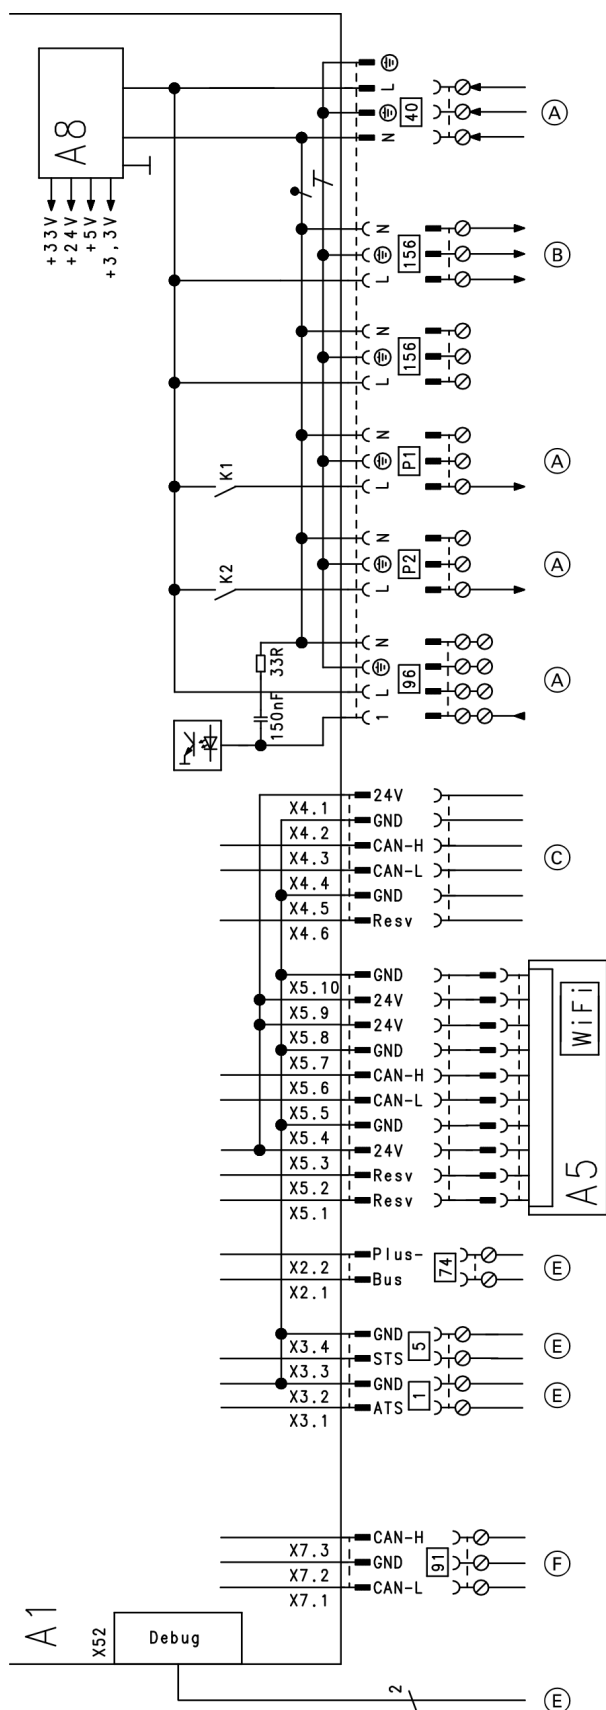 A8
+33V
+24V
+5V
+3,3V
L
40
N
A
N
156
L
B
N
156
L
K1
N
P1
L
A
K2
N
P2
L
A
33R
150nF
N
96
L
1
A
X4.1
24V
X4.2
GND
X4.3
CAN-H
X4.4
CAN-L
X4.5
GND
X4.6
Resv
C
X5.10
GND
X5.9
24V
X5.8
24V
X5.7
GND
X5.6
CAN-H
X5.5
CAN-L
X5.4
GND
X5.3
24V
X5.2
Resv
X5.1
Resv
WiFi
A5
X2.2
Plus-
X2.1
Bus
74
E
X3.4
GND
X3.3
STS
5
E
X3.2
GND
X3.1
ATS
1
E
X7.3
CAN-H
X7.2
GND
X7.1
CAN-L
91
F
A1
X52
Debug
2
E